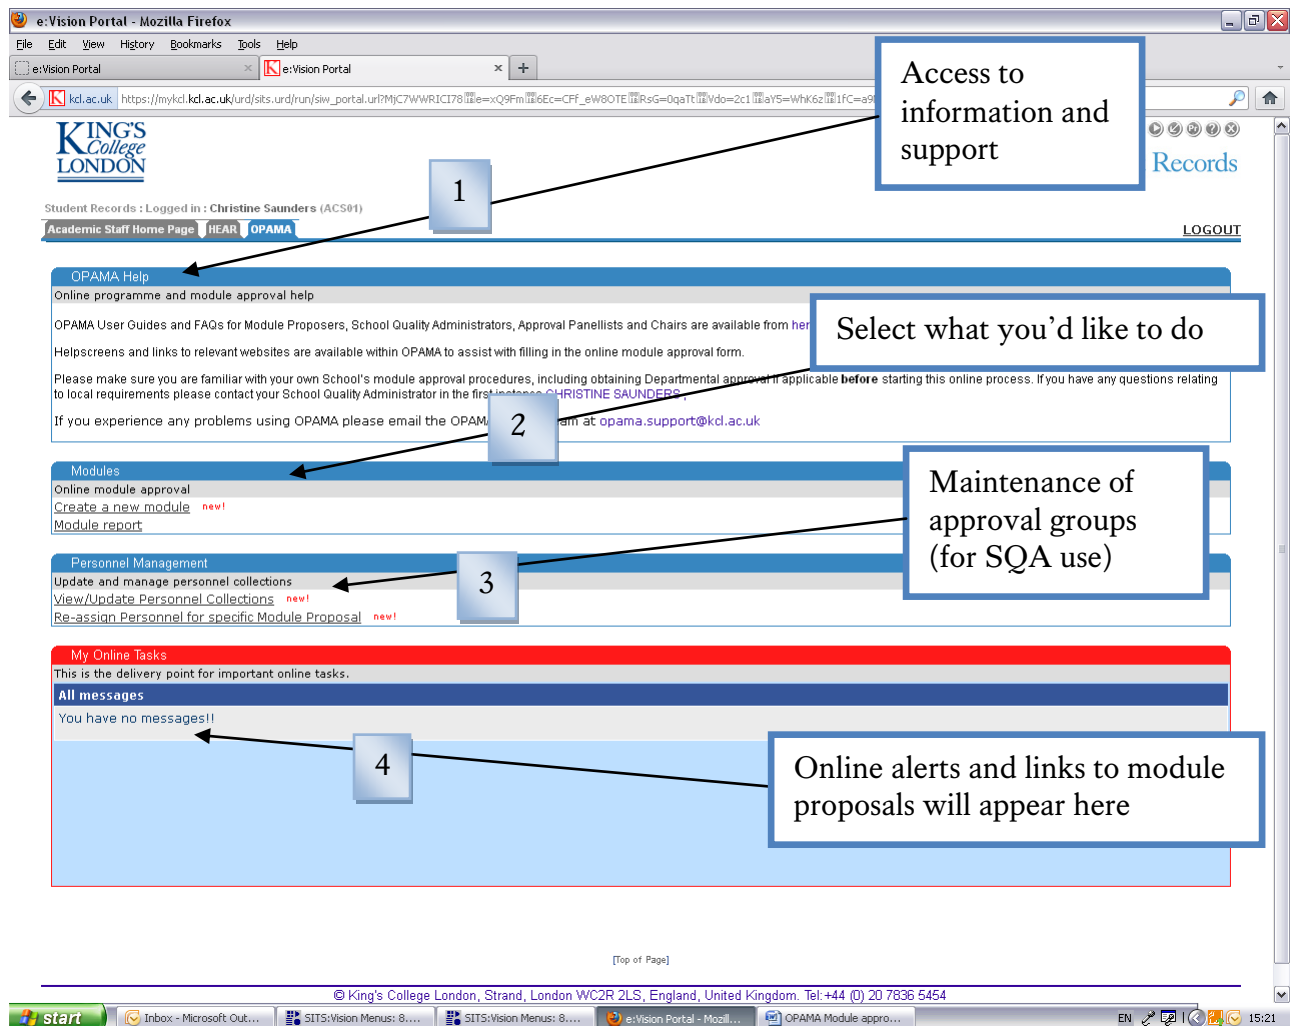 e:Vision Portal - Mozilla Firefox
File Edit View History Bookmarks Tools Help
e:Vision Portal × e:Vision Portal × +
kcl.ac.uk https://mykcl.kcl.ac.uk/urd/sits.urd/run/siw_portal.url?
Access to
information and
support
KING'S
College
LONDON
Records
1
Student Records : Logged in : Christine Saunders (ACS01)
Academic Staff Home Page HEAR OPAMA
LOGOUT
OPAMA Help
Online programme and module approval help
OPAMA User Guides and FAQs for Module Proposers, School Quality Administrators, Approval Panellists and Chairs are available from
Select what you'd like to do
Helpscreens and links to relevant websites are available within OPAMA to assist with filling in the online module approval form.
Please make sure you are familiar with your own School's module approval procedures, including obtaining Departmental approval if applicable before starting this online process. If you have any questions relating
to local requirements please contact your School Quality Administrator in the first instance CHRISTINE SAUNDERS ,
If you experience any problems using OPAMA please email the OPAMA at opama.support@kcl.ac.uk
2
Modules
Online module approval
Create a new module new!
Module report
Maintenance of
approval groups
(for SQA use)
Personnel Management
Update and manage personnel collections
View/Update Personnel Collections new!
Re-assign Personnel for specific Module Proposal new!
3
My Online Tasks
This is the delivery point for important online tasks.
All messages
You have no messages!!
4
Online alerts and links to module
proposals will appear here
[Top of Page]
© King's College London, Strand, London WC2R 2LS, England, United Kingdom. Tel: +44 (0) 20 7836 5454
start Inbox - Microsoft Out... SITS:Vision Menus: 8.... SITS:Vision Menus: 8.... e:Vision Portal - Mozill... OPAMA Module appro... EN 15:21